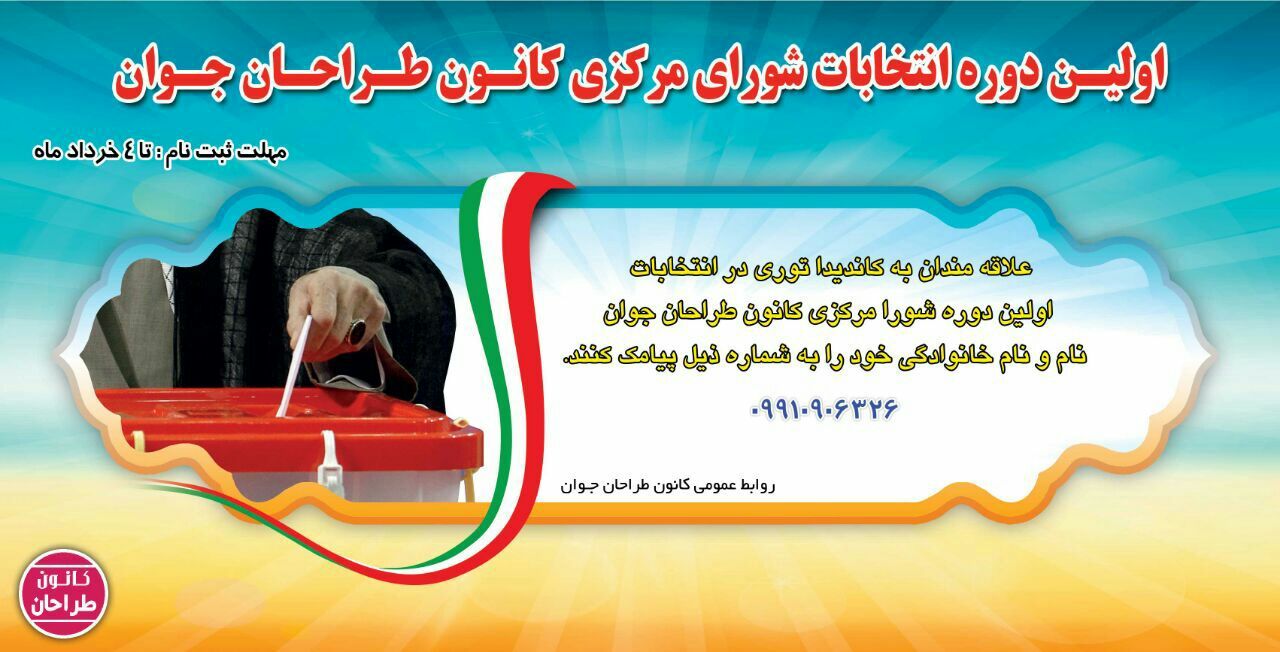 اولین دوره انتخابات شورای مرکزی کانون طراحان جوان
مهلت ثبت نام : تا ٤ خرداد ماه
علاقه مندان به کاندیدا توری در انتخابات
اولین دوره شورا مرکزی کانون طراحان جوان
نام و نام خانوادگی خود را به شماره ذیل پیامک کنند.
۰۹۹۱۰۹۰۶۳۲۶
روابط عمومی کانون طراحان جوان
کانون
طراحان